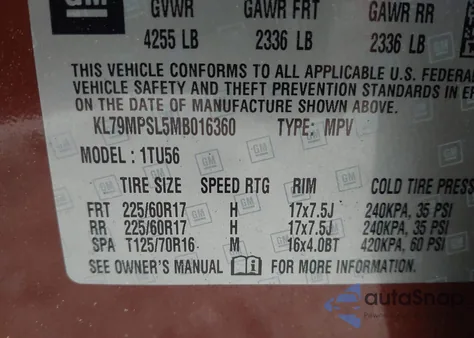 GM
GVWR GAWR FRT GAWR RR
4255 LB 2336 LB 2336 LB
THIS VEHICLE CONFORMS TO ALL APPLICABLE U.S. FEDERA
VEHICLE SAFETY AND THEFT PREVENTION STANDARDS IN E
THE DATE OF MANUFACTURE SHOWN ABOVE.
KL79MPSL5MB016360 TYPE: MPV
MODEL : 1TU56
TIRE SIZE SPEED RTG RIM COLD TIRE PRESS
FRT 225/60R17 H 17x7.5J 240KPA, 35 PSI
RR 225/60R17 H 17x7.5J 240KPA, 35 PSI
SPA T125/70R16 M 16x4.0BT 420KPA, 60 PSI
SEE OWNER'S MANUAL FOR MORE INFORMATION.
autoSnap